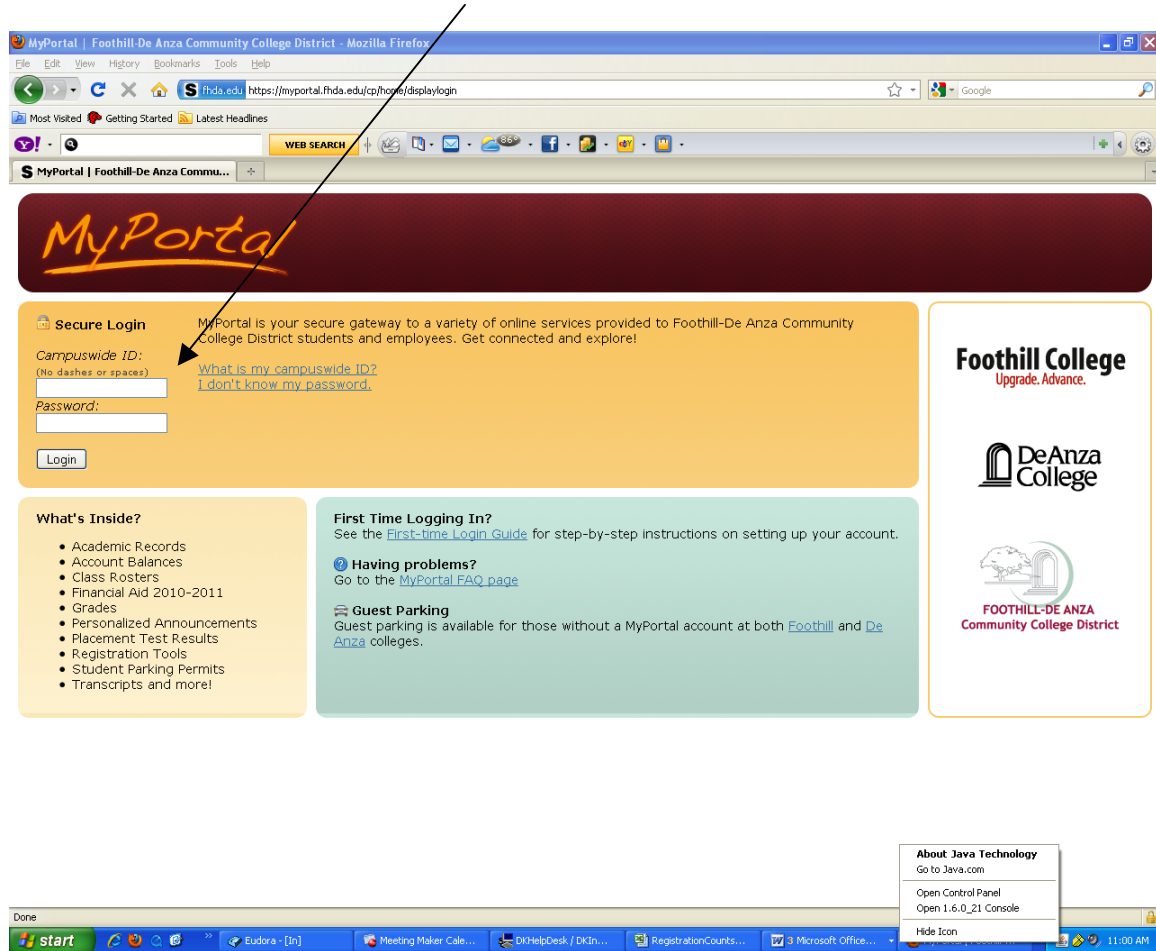 MyPortal | Foothill-De Anza Community College District - Mozilla Firefox
File Edit View History Bookmarks Tools Help
S fhda.edu https://myportal.fhda.edu/cp/home/displaylogin
Google
Most Visited Getting Started Latest Headlines
Y! WEB SEARCH 86° f eBY
S MyPortal | Foothill-De Anza Commu...
MyPortal
Secure Login
Campuswide ID:
(No dashes or spaces)
Password:
Login
MyPortal is your secure gateway to a variety of online services provided to Foothill-De Anza Community
College District students and employees. Get connected and explore!
What is my campuswide ID?
I don't know my password.
Foothill College
Upgrade. Advance.
DeAnza
College
FOOTHILL-DE ANZA
Community College District
What's Inside?
• Academic Records
• Account Balances
• Class Rosters
• Financial Aid 2010-2011
• Grades
• Personalized Announcements
• Placement Test Results
• Registration Tools
• Student Parking Permits
• Transcripts and more!
First Time Logging In?
See the First-time Login Guide for step-by-step instructions on setting up your account.
? Having problems?
Go to the MyPortal FAQ page
Guest Parking
Guest parking is available for those without a MyPortal account at both Foothill and De
Anza colleges.
About Java Technology
Go to Java.com
Open Control Panel
Open 1.6.0_21 Console
Hide Icon
Done
start
Eudora - [In]
Meeting Maker Cale...
DKHelpDesk / DKIn...
RegistrationCounts...
3 Microsoft Office...
11:00 AM